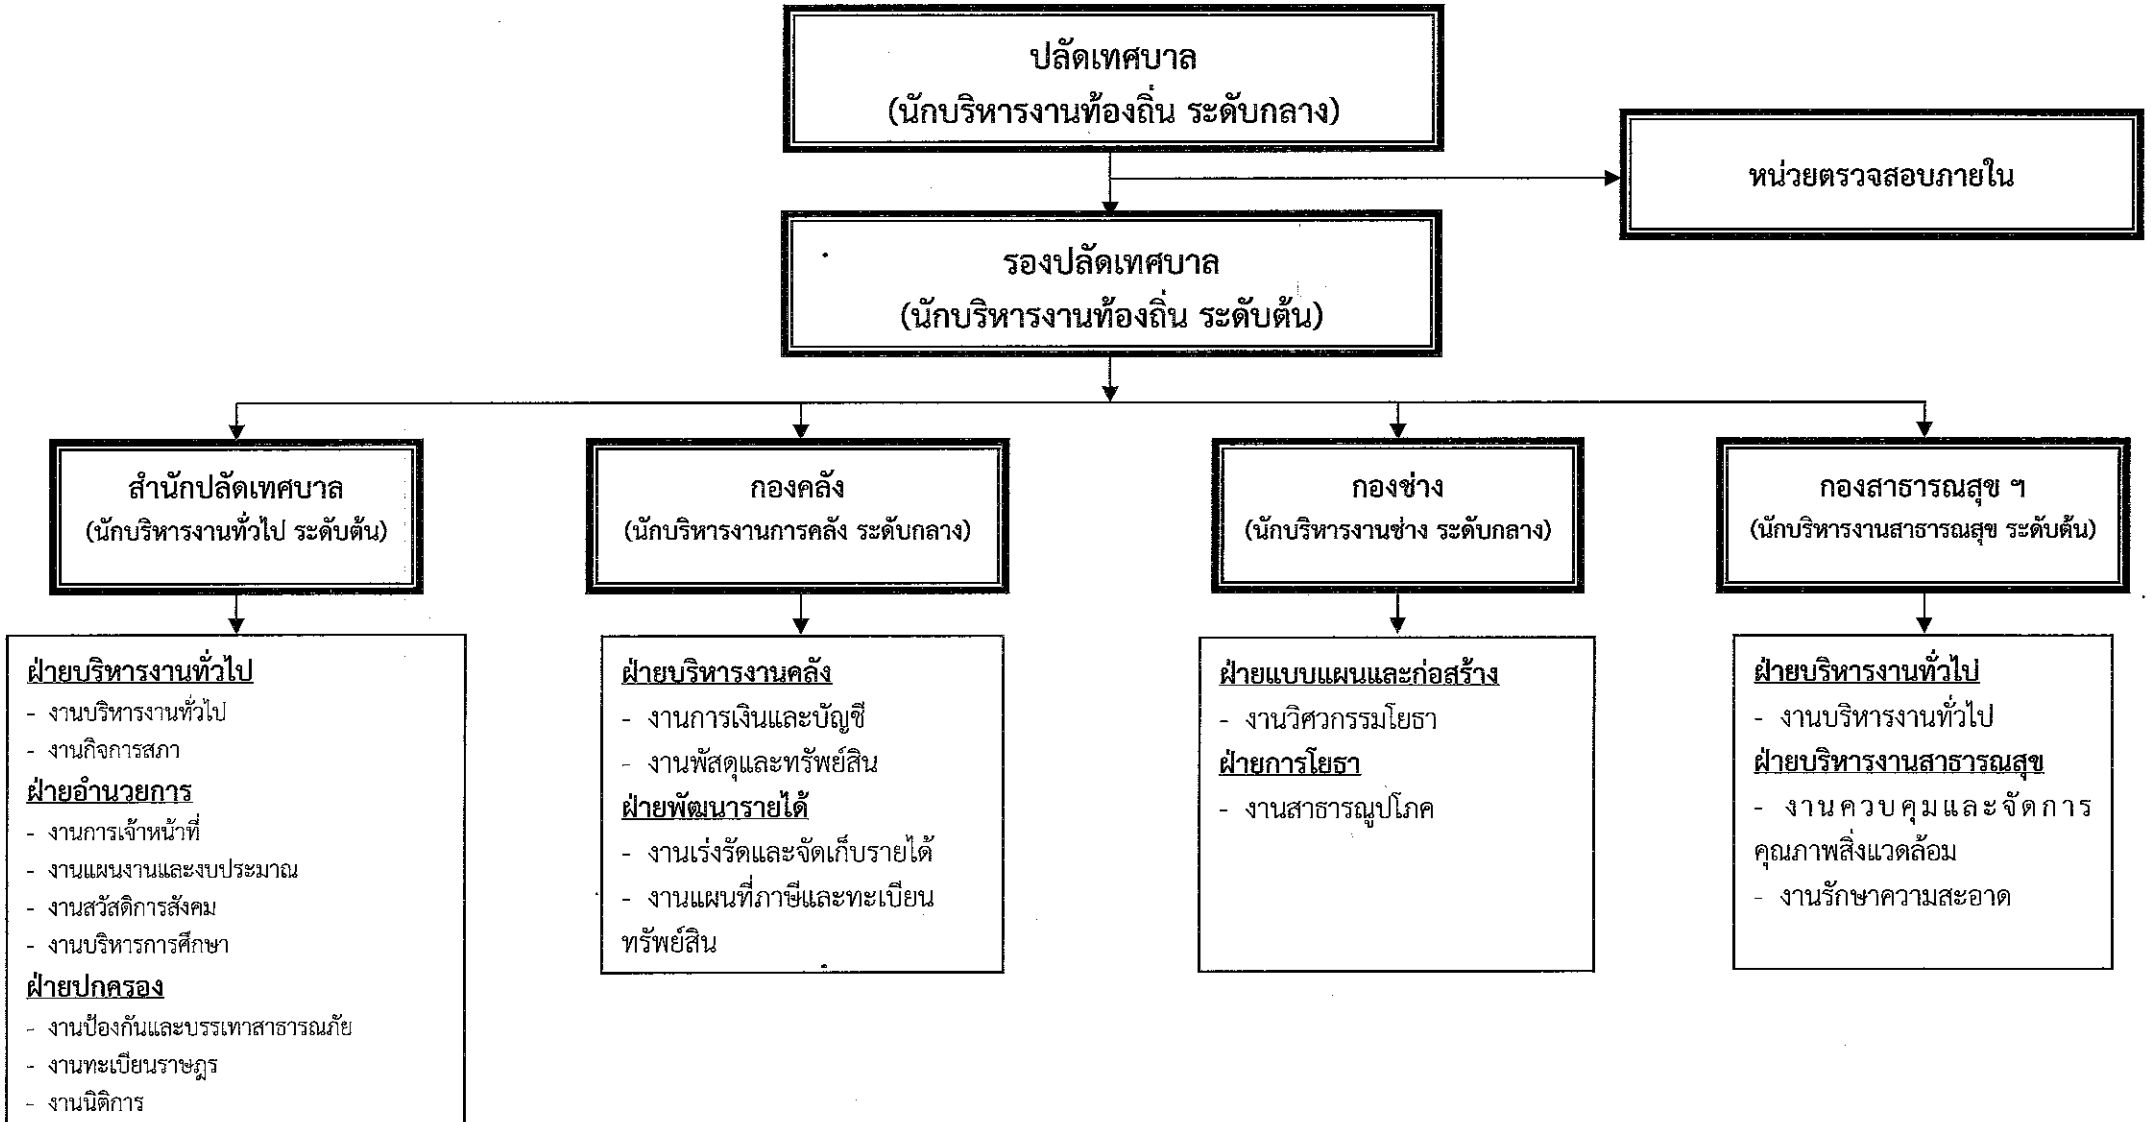 ปลัดเทศบาล
(นักบริหารงานท้องถิ่น ระดับกลาง)
หน่วยตรวจสอบภายใน
รองปลัดเทศบาล
(นักบริหารงานท้องถิ่น ระดับต้น)
สำนักปลัดเทศบาล
(นักบริหารงานทั่วไป ระดับต้น)
กองคลัง
(นักบริหารงานการคลัง ระดับกลาง)
กองช่าง
(นักบริหารงานช่าง ระดับกลาง)
กองสาธารณสุข ฯ
(นักบริหารงานสาธารณสุข ระดับต้น)
ฝ่ายบริหารงานทั่วไป
- งานบริหารงานทั่วไป
- งานกิจการสภา
ฝ่ายอำนวยการ
- งานการเจ้าหน้าที่
- งานแผนงานและงบประมาณ
- งานสวัสดิการสังคม
- งานบริหารการศึกษา
ฝ่ายปกครอง
- งานป้องกันและบรรเทาสาธารณภัย
- งานทะเบียนราษฎร
- งานนิติการ
ฝ่ายบริหารงานคลัง
- งานการเงินและบัญชี
- งานพัสดุและทรัพย์สิน
ฝ่ายพัฒนารายได้
- งานเร่งรัดและจัดเก็บรายได้
- งานแผนที่ภาษีและทะเบียน
ทรัพย์สิน
ฝ่ายแบบแผนและก่อสร้าง
- งานวิศวกรรมโยธา
ฝ่ายการโยธา
- งานสาธารณูปโภค
ฝ่ายบริหารงานทั่วไป
- งานบริหารงานทั่วไป
ฝ่ายบริหารงานสาธารณสุข
- งานควบคุมและจัดการ
คุณภาพสิ่งแวดล้อม
- งานรักษาความสะอาด